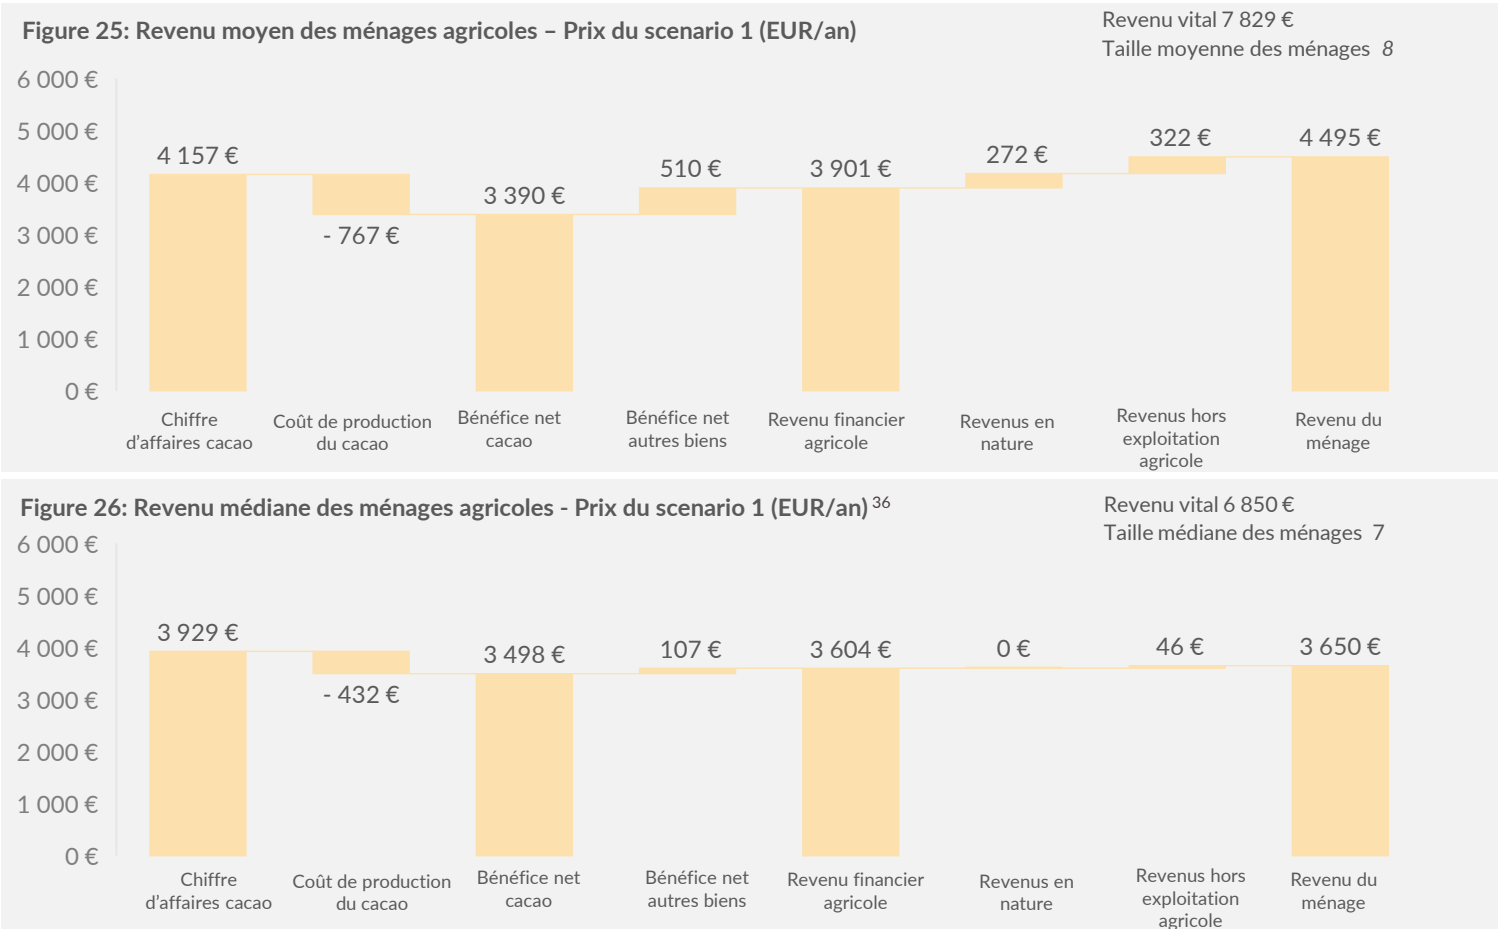 Figure 25: Revenu moyen des ménages agricoles – Prix du scenario 1 (EUR/an)
Revenu vital 7 829 €
Taille moyenne des ménages 8
6 000 €
5 000 €
4 000 €
3 000 €
2 000 €
1 000 €
0 €
4 157 €
- 767 €
3 390 €
510 €
3 901 €
272 €
322 €
4 495 €
Chiffre
d'affaires cacao
Coût de production
du cacao
Bénéfice net
cacao
Bénéfice net
autres biens
Revenu financier
agricole
Revenus en
nature
Revenus hors
exploitation
agricole
Revenu du
ménage
Figure 26: Revenu médiane des ménages agricoles - Prix du scenario 1 (EUR/an) 36
Revenu vital 6 850 €
Taille médiane des ménages 7
6 000 €
5 000 €
4 000 €
3 000 €
2 000 €
1 000 €
0 €
3 929 €
- 432 €
3 498 €
107 €
3 604 €
0 €
46 €
3 650 €
Chiffre
d'affaires cacao
Coût de production
du cacao
Bénéfice net
cacao
Bénéfice net
autres biens
Revenu financier
agricole
Revenus en
nature
Revenus hors
exploitation
agricole
Revenu du
ménage